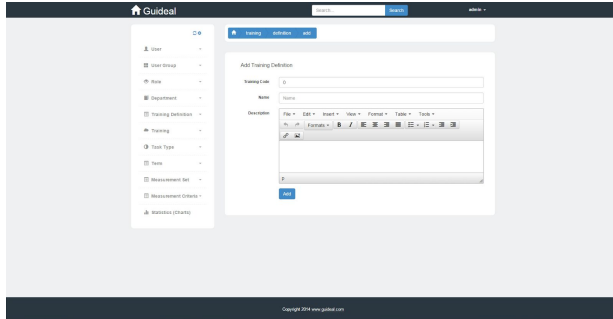 Guideal
Search...
Search
admin
training definition add
User
User Group
Role
Department
Training Definition
Training
Task Type
Term
Measurement Set
Measurement Criteria
Statistics (Charts)
Add Training Definition
Training Code
0
Name
Name
Description
File Edit Insert View Format Table Tools
Formats B I
P
Add
Copyright 2014 www.guideal.com